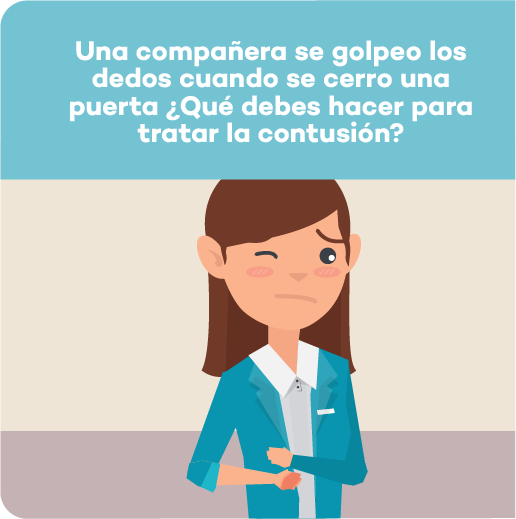 Una compañera se golpeo los
dedos cuando se cerro una
puerta ¿Qué debes hacer para
tratar la contusión?